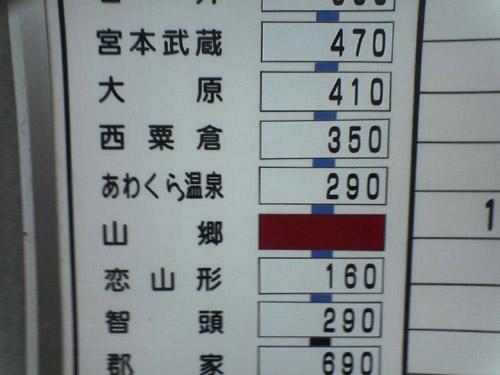 宮本武蔵 470
大原 410
西粟倉 350
あわくら温泉 290
山郷
恋山形 160
智頭 290
郡家 690
1